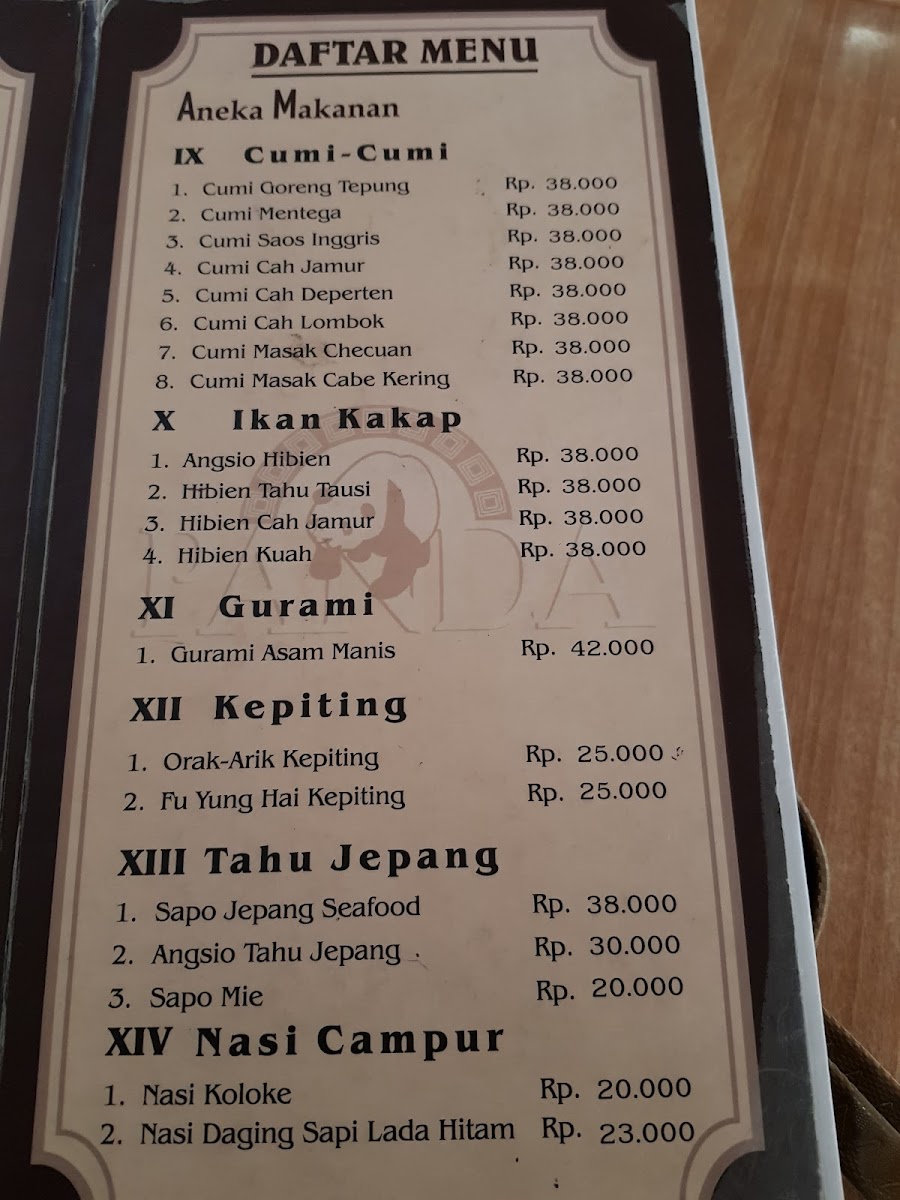 DAFTAR MENU
Aneka Makanan
IX Cumi-Cumi
1. Cumi Goreng Tepung Rp. 38.000
2. Cumi Mentega Rp. 38.000
3. Cumi Saos Inggris Rp. 38.000
4. Cumi Cah Jamur Rp. 38.000
5. Cumi Cah Deperten Rp. 38.000
6. Cumi Cah Lombok Rp. 38.000
7. Cumi Masak Checuan Rp. 38.000
8. Cumi Masak Cabe Kering Rp. 38.000
X Ikan Kakap
1. Angsio Hibien Rp. 38.000
2. Hibien Tahu Tausi Rp. 38.000
3. Hibien Cah Jamur Rp. 38.000
4. Hibien Kuah Rp. 38.000
PANDA
XI Gurami
1. Gurami Asam Manis Rp. 42.000
XII Kepiting
1. Orak-Arik Kepiting Rp. 25.000
2. Fu Yung Hai Kepiting Rp. 25.000
XIII Tahu Jepang
1. Sapo Jepang Seafood Rp. 38.000
2. Angsio Tahu Jepang Rp. 30.000
3. Sapo Mie Rp. 20.000
XIV Nasi Campur
1. Nasi Koloke Rp. 20.000
2. Nasi Daging Sapi Lada Hitam Rp. 23.000